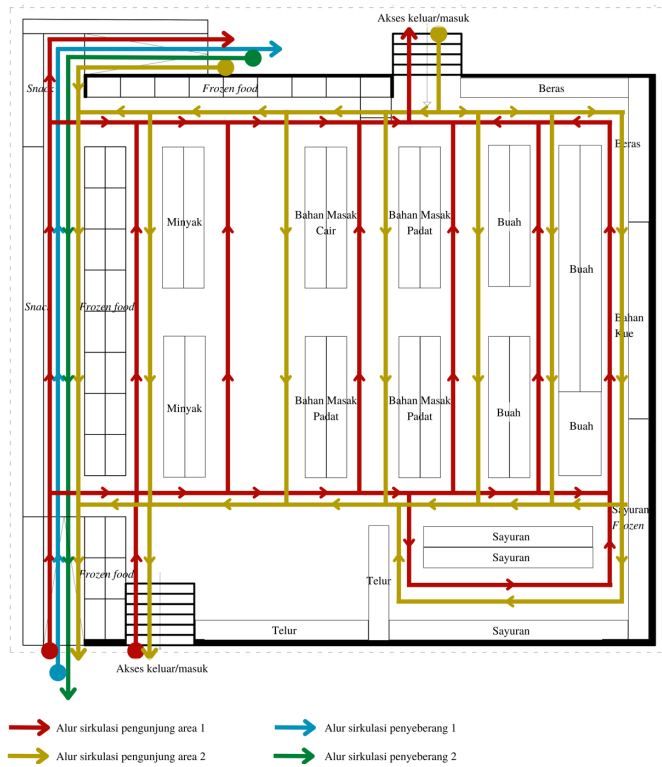 Akses keluar/masuk
Snack
Frozen food
Beras
Beras
Minyak
Bahan Masak
Cair
Bahan Masak
Padat
Buah
Buah
Snac
Frozen food
Bahan
Kue
Minyak
Bahan Masak
Padat
Bahan Masak
Padat
Buah
Buah
Sayuran
Frozen
Sayuran
Sayuran
Frozen food
Telur
Telur
Sayuran
Akses keluar/masuk
Alur sirkulasi pengunjung area 1
Alur sirkulasi penyeberang 1
Alur sirkulasi pengunjung area 2
Alur sirkulasi penyeberang 2